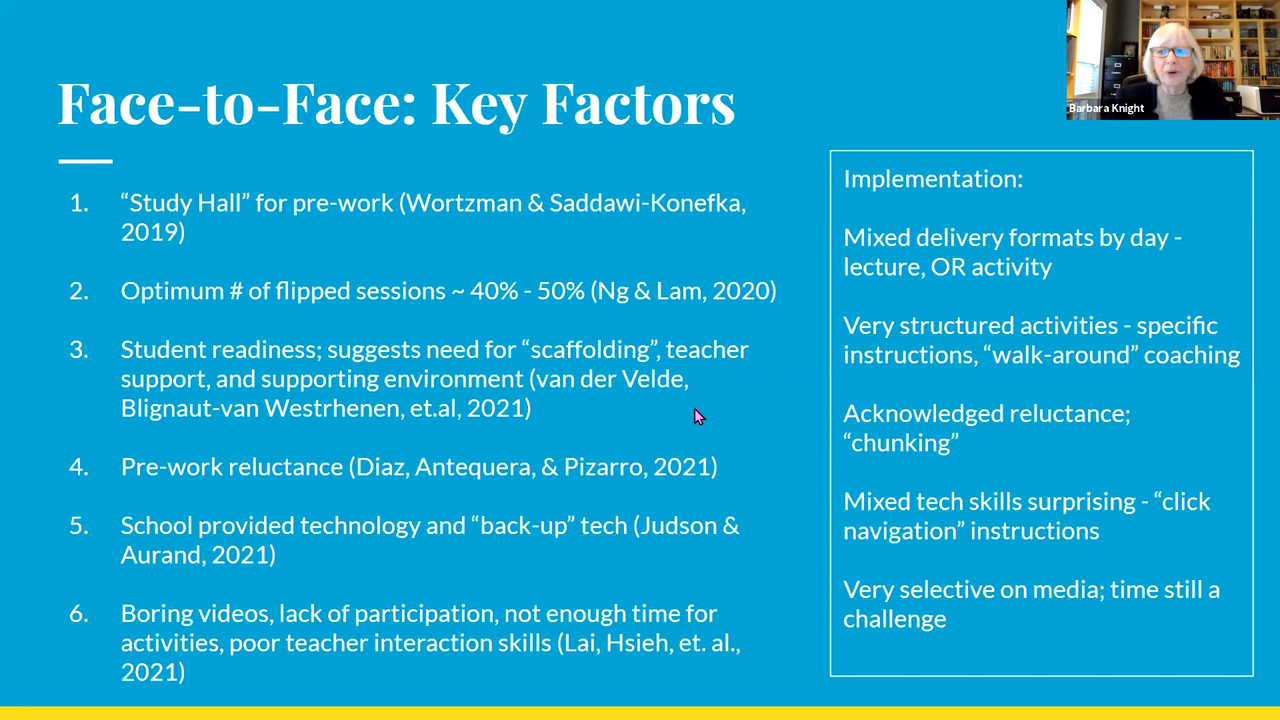 Face-to-Face: Key Factors
Barbara Knight
1. “Study Hall” for pre-work (Wortzman & Saddawi-Konefka,
2019)
2. Optimum # of flipped sessions ~ 40% - 50% (Ng & Lam, 2020)
3. Student readiness; suggests need for “scaffolding”, teacher
support, and supporting environment (van der Velde,
Blignaut-van Westrhenen, et.al, 2021)
4. Pre-work reluctance (Diaz, Antequera, & Pizarro, 2021)
5. School provided technology and “back-up” tech (Judson &
Aurand, 2021)
6. Boring videos, lack of participation, not enough time for
activities, poor teacher interaction skills (Lai, Hsieh, et. al.,
2021)
Implementation:
Mixed delivery formats by day -
lecture, OR activity
Very structured activities - specific
instructions, “walk-around” coaching
Acknowledged reluctance;
“chunking”
Mixed tech skills surprising - “click
navigation” instructions
Very selective on media; time still a
challenge